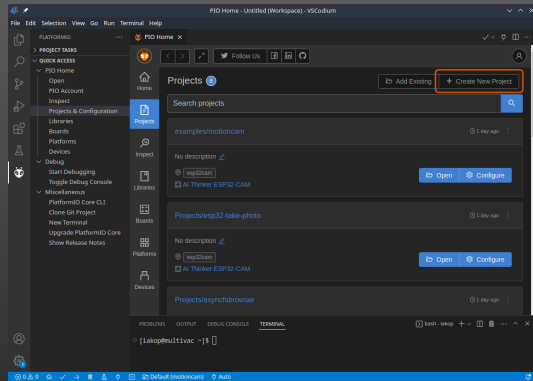 PIO Home - Untitled (Workspace) - VSCodium
File Edit Selection View Go Run Terminal Help
PLATFORMIO
PROJECT TASKS
QUICK ACCESS
PIO Home
Open
PIO Account
Inspect
Projects & Configuration
Libraries
Boards
Platforms
Devices
Debug
Start Debugging
Toggle Debug Console
Miscellaneous
PlatformIO Core CLI
Clone Git Project
New Terminal
Upgrade PlatformIO Core
Show Release Notes
PIO Home
Follow Us
Home
Projects
Inspect
Libraries
Boards
Platforms
Devices
Projects 8
Add Existing
Create New Project
Search projects
examples/motioncam
1 day ago
No description
esp32cam
AI Thinker ESP32-CAM
Open
Configure
Projects/esp32-take-photo
1 day ago
No description
esp32cam
AI Thinker ESP32-CAM
Open
Configure
Projects/asyncfsbrowser
1 day ago
PROBLEMS OUTPUT DEBUG CONSOLE TERMINAL
bash - iakop
[iakop@multivac ~]$
0 0
Default (motioncam)
Auto